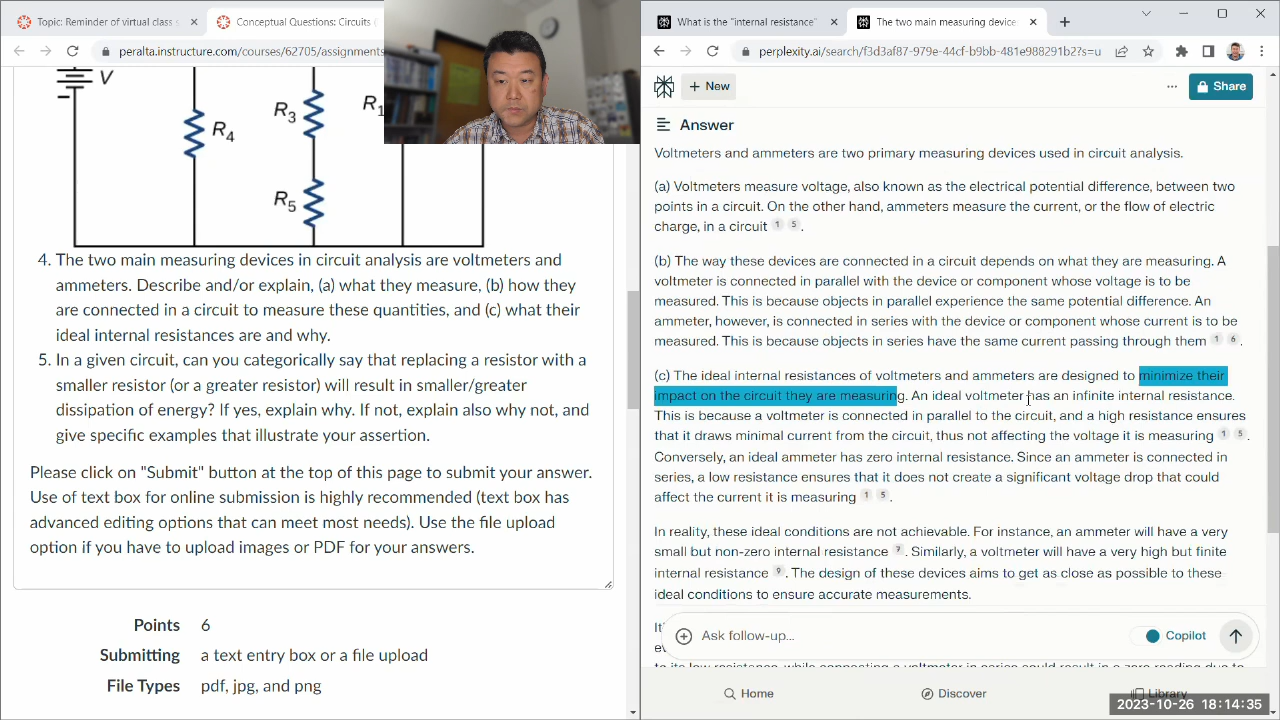 Topic: Reminder of virtual class s
Conceptual Questions: Circuits (
peralta.instructure.com/courses/62705/assignments
V
R4
R3
R1
R5
4. The two main measuring devices in circuit analysis are voltmeters and
ammeters. Describe and/or explain, (a) what they measure, (b) how they
are connected in a circuit to measure these quantities, and (c) what their
ideal internal resistances are and why.
5. In a given circuit, can you categorically say that replacing a resistor with a
smaller resistor (or a greater resistor) will result in smaller/greater
dissipation of energy? If yes, explain why. If not, explain also why not, and
give specific examples that illustrate your assertion.
Please click on "Submit" button at the top of this page to submit your answer.
Use of text box for online submission is highly recommended (text box has
advanced editing options that can meet most needs). Use the file upload
option if you have to upload images or PDF for your answers.
Points 6
Submitting a text entry box or a file upload
File Types pdf, jpg, and png
What is the "internal resistance"
The two main measuring device
perplexity.ai/search/f3d3af87-979e-44cf-b9bb-481e988291b2?s=u
New
Share
Answer
Voltmeters and ammeters are two primary measuring devices used in circuit analysis.
(a) Voltmeters measure voltage, also known as the electrical potential difference, between two
points in a circuit. On the other hand, ammeters measure the current, or the flow of electric
charge, in a circuit 1 5 .
(b) The way these devices are connected in a circuit depends on what they are measuring. A
voltmeter is connected in parallel with the device or component whose voltage is to be
measured. This is because objects in parallel experience the same potential difference. An
ammeter, however, is connected in series with the device or component whose current is to be
measured. This is because objects in series have the same current passing through them 1 6 .
(c) The ideal internal resistances of voltmeters and ammeters are designed to minimize their
impact on the circuit they are measuring. An ideal voltmeter has an infinite internal resistance.
This is because a voltmeter is connected in parallel to the circuit, and a high resistance ensures
that it draws minimal current from the circuit, thus not affecting the voltage it is measuring 1 5 .
Conversely, an ideal ammeter has zero internal resistance. Since an ammeter is connected in
series, a low resistance ensures that it does not create a significant voltage drop that could
affect the current it is measuring 1 5 .
In reality, these ideal conditions are not achievable. For instance, an ammeter will have a very
small but non-zero internal resistance 7 . Similarly, a voltmeter will have a very high but finite
internal resistance 9 . The design of these devices aims to get as close as possible to these
ideal conditions to ensure accurate measurements.
Ask follow-up...
Copilot
Home
Discover
Library
2023-10-26 18:14:35